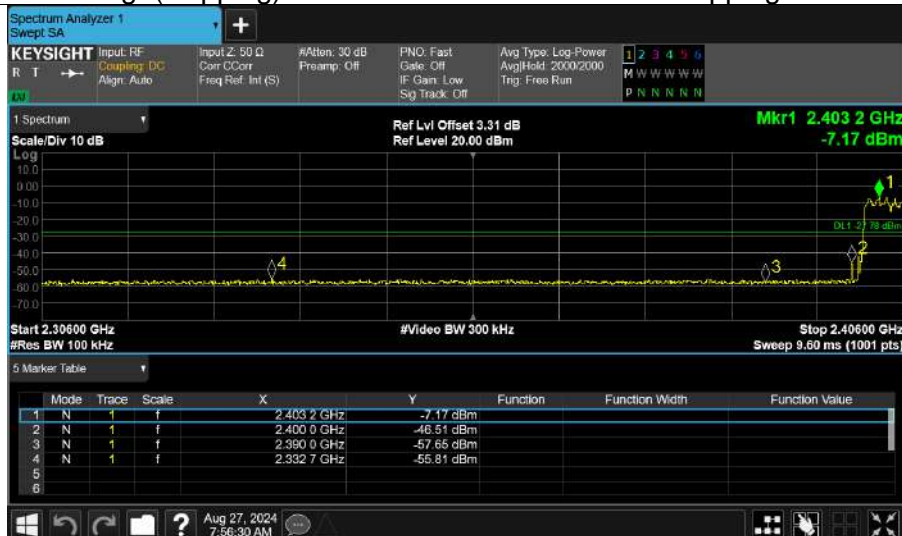 Spectrum Analyzer 1
Swept SA
+
KEYSIGHT Input: RF Input Z: 50 Ω #Atten: 30 dB PNO: Fast Avg Type: Log-Power 1 2 3 4 5 6
R T Coupling: DC Corr CCorr Preamp: Off Gate: Off Avg|Hold: 2000/2000 M W W W W W
Align: Auto Freq Ref: Int (S) IF Gain: Low Trig: Free Run
Sig Track: Off P N N N N N
1 Spectrum Ref Lvl Offset 3.31 dB Mkr1 2.403 2 GHz
Scale/Div 10 dB Ref Level 20.00 dBm -7.17 dBm
Log
10.0
0.00
-10.0
-20.0
-30.0
-40.0
-50.0
-60.0
-70.0
1
DL1 -27.78 dBm
2
4
3
Start 2.30600 GHz #Video BW 300 kHz Stop 2.40600 GHz
#Res BW 100 kHz Sweep 9.60 ms (1001 pts)
5 Marker Table
Mode Trace Scale X Y Function Function Width Function Value
1 N 1 f 2.403 2 GHz -7.17 dBm
2 N 1 f 2.400 0 GHz -46.51 dBm
3 N 1 f 2.390 0 GHz -57.65 dBm
4 N 1 f 2.332 7 GHz -55.81 dBm
5
6
? Aug 27, 2024
7:56:30 AM